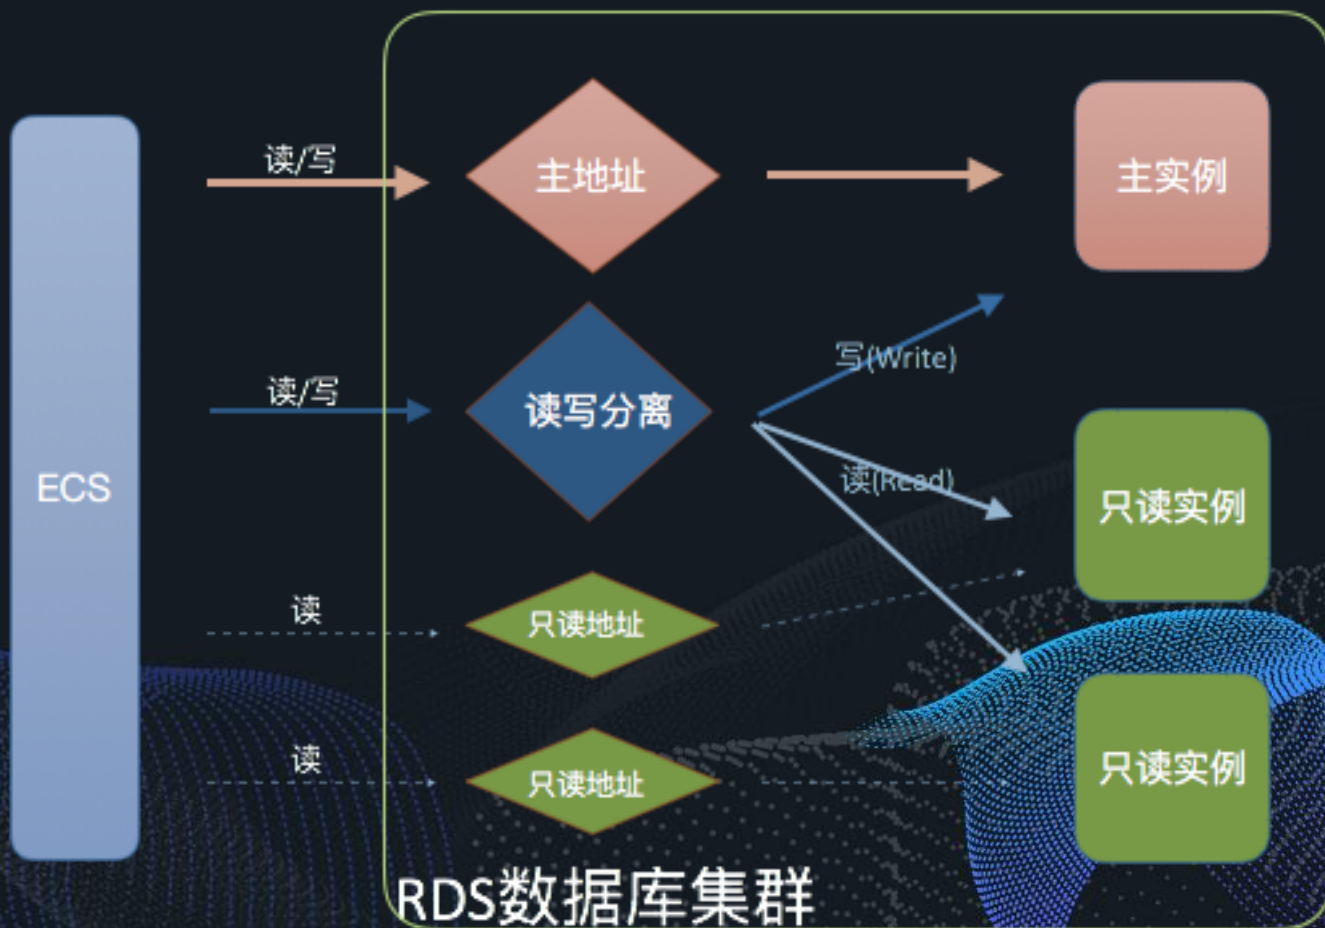 读/写
主地址
主实例
写(Write)
读/写
读写分离
ECS
读(Read)
只读实例
读
只读地址
读
只读地址
只读实例
RDS数据库集群